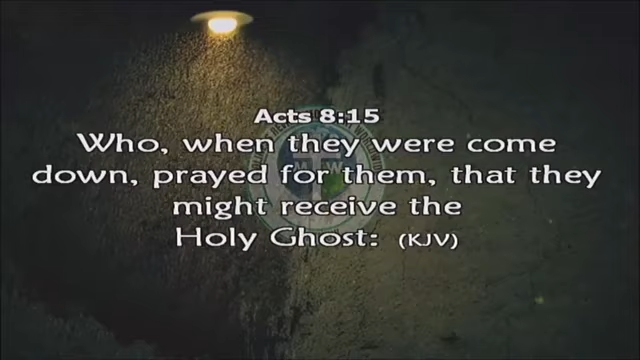 Acts 8:15
Who, when they were come
down, prayed for them, that they
might receive the
Holy Ghost: (KJV)